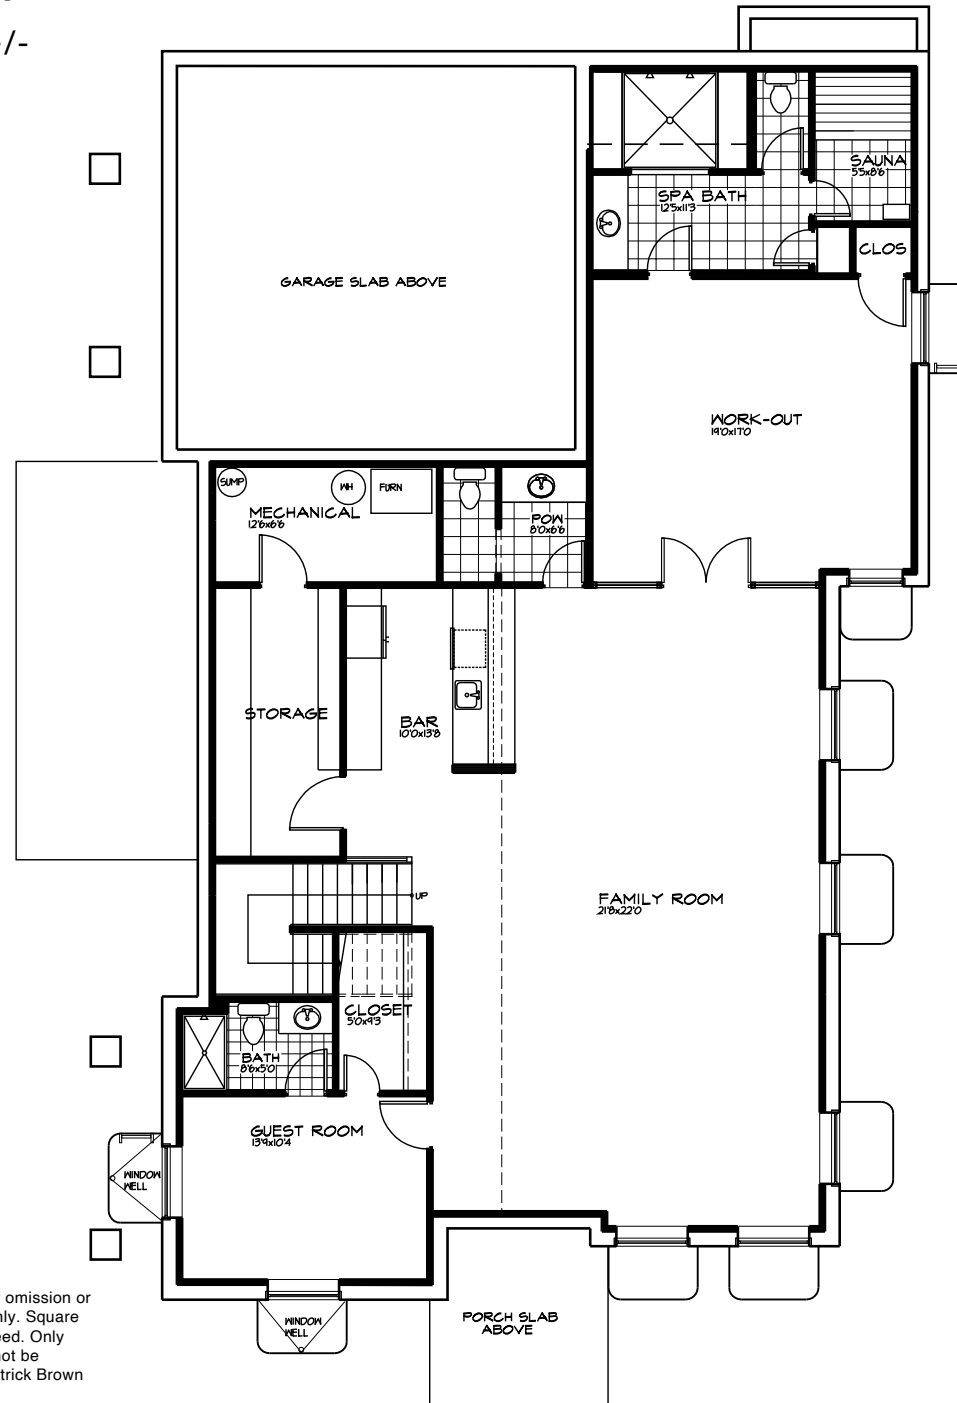 +/-
SAUNA
5'5x8'6
SPA BATH
12'5x11'3
CLOS
GARAGE SLAB ABOVE
WORK-OUT
19'0x17'0
SUMP
WH
FURN
MECHANICAL
12'6x6'6
POW
8'0x6'6
STORAGE
BAR
10'0x13'8
UP
FAMILY ROOM
21'8x22'0
CLOSET
5'0x9'3
BATH
8'6x5'0
GUEST ROOM
13'9x10'4
WINDOW
WELL
WINDOW
WELL
PORCH SLAB
ABOVE
omission or
Square
Only
not be
trick Brown